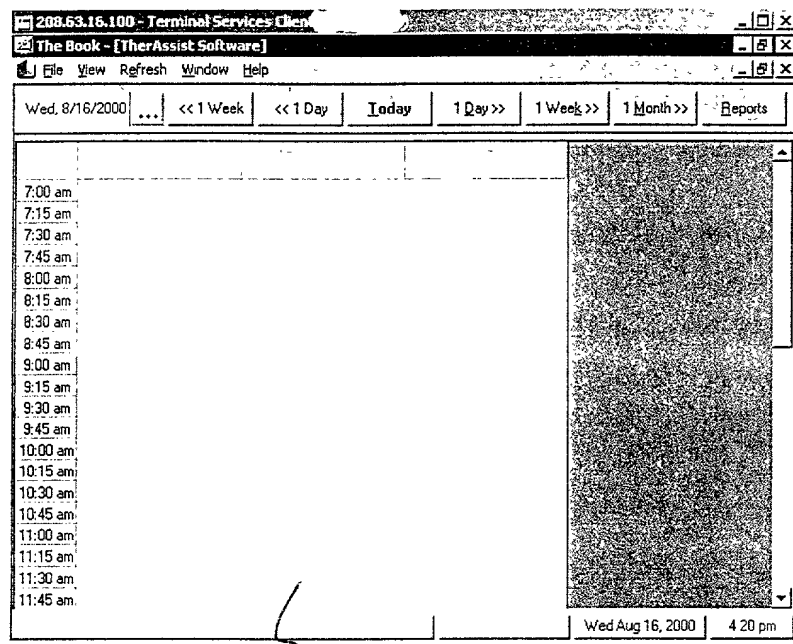 208.63.16.100 - Terminal Services Clien
The Book - [TherAssist Software]
File View Refresh Window Help
Wed, 8/16/2000 ... << 1 Week << 1 Day Today 1 Day >> 1 Week >> 1 Month >> Reports
7:00 am
7:15 am
7:30 am
7:45 am
8:00 am
8:15 am
8:30 am
8:45 am
9:00 am
9:15 am
9:30 am
9:45 am
10:00 am
10:15 am
10:30 am
10:45 am
11:00 am
11:15 am
11:30 am
11:45 am
Wed Aug 16, 2000 4:20 pm